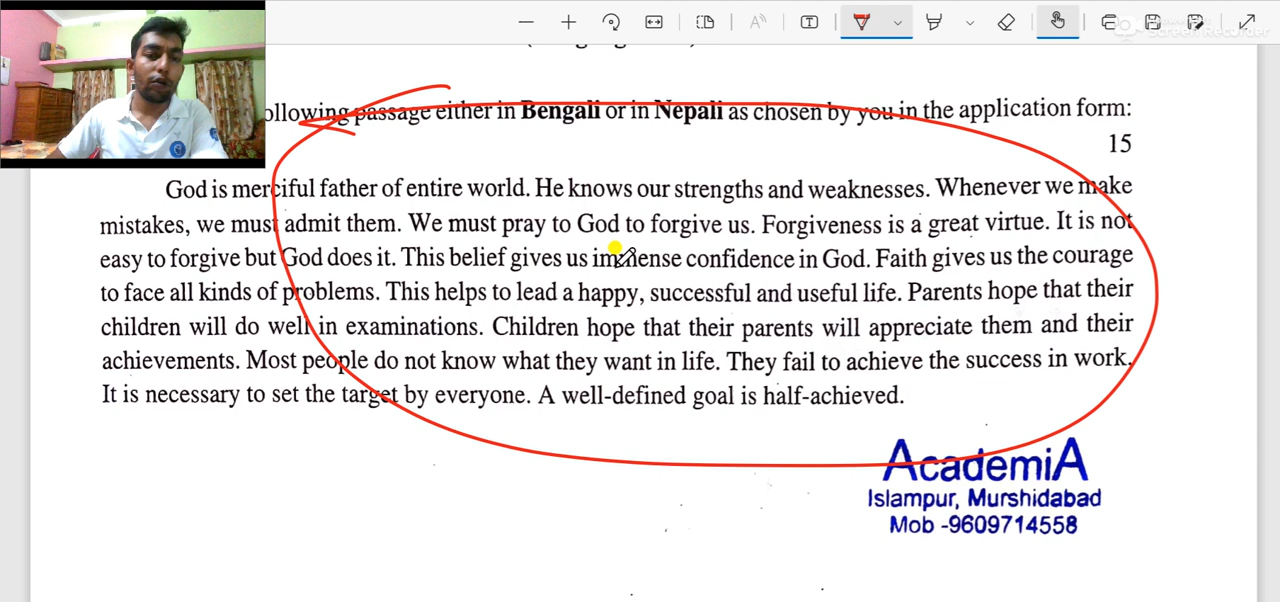 ollowing passage either in Bengali or in Nepali as chosen by you in the application form:
15
God is merciful father of entire world. He knows our strengths and weaknesses. Whenever we make
mistakes, we must admit them. We must pray to God to forgive us. Forgiveness is a great virtue. It is not
easy to forgive but God does it. This belief gives us immense confidence in God. Faith gives us the courage
to face all kinds of problems. This helps to lead a happy, successful and useful life. Parents hope that their
children will do well in examinations. Children hope that their parents will appreciate them and their
achievements. Most people do not know what they want in life. They fail to achieve the success in work.
It is necessary to set the target by everyone. A well-defined goal is half-achieved.
AcademiA
Islampur, Murshidabad
Mob -9609714558
Screen Recorder